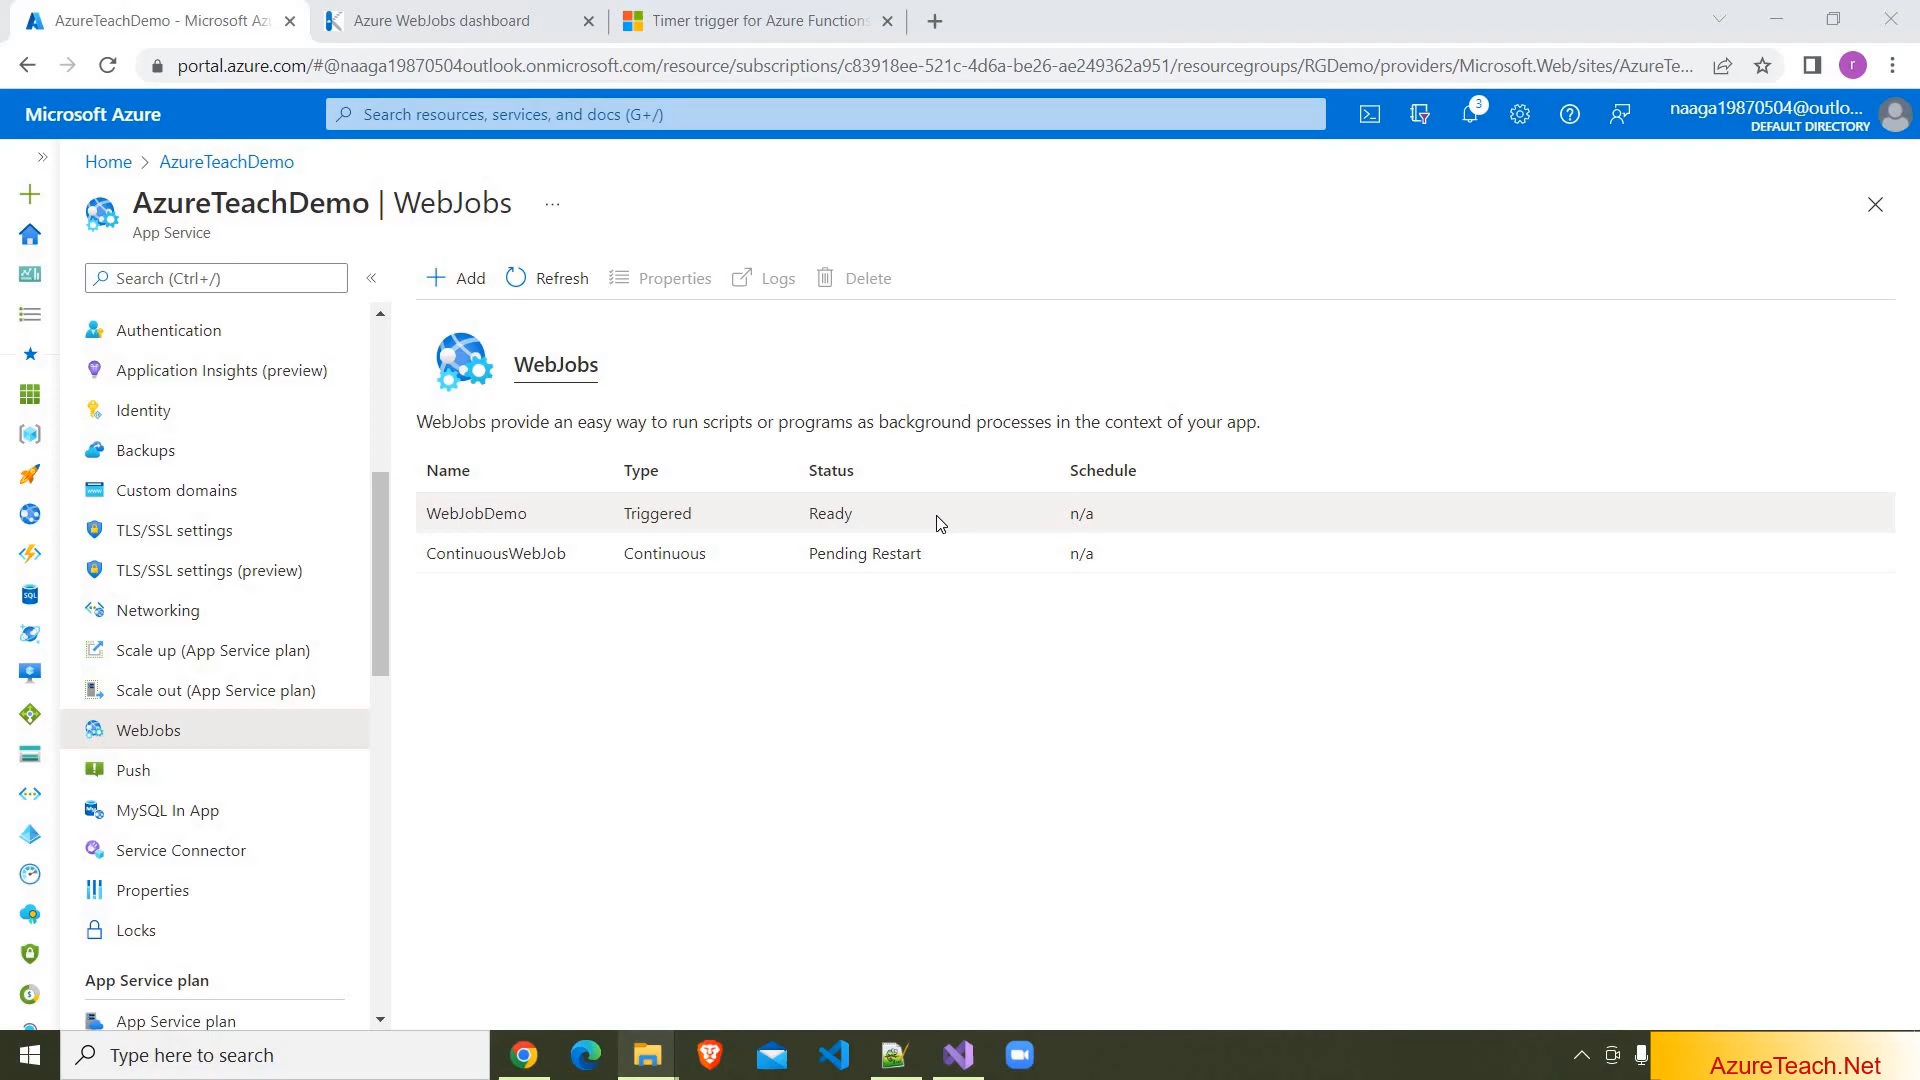 AzureTeachDemo - Microsoft Az
Azure WebJobs dashboard
Timer trigger for Azure Functions
portal.azure.com/#@naaga19870504outlook.onmicrosoft.com/resource/subscriptions/c83918ee-521c-4d6a-be26-ae249362a951/resourcegroups/RGDemo/providers/Microsoft.Web/sites/AzureTe...
r
Microsoft Azure
Search resources, services, and docs (G+/)
3
naaga19870504@outlo...
DEFAULT DIRECTORY
Home > AzureTeachDemo
AzureTeachDemo | WebJobs ...
App Service
Search (Ctrl+/)
«
Add
Refresh
Properties
Logs
Delete
Authentication
Application Insights (preview)
Identity
Backups
Custom domains
TLS/SSL settings
TLS/SSL settings (preview)
Networking
Scale up (App Service plan)
Scale out (App Service plan)
WebJobs
Push
MySQL In App
Service Connector
Properties
Locks
App Service plan
App Service plan
WebJobs
WebJobs provide an easy way to run scripts or programs as background processes in the context of your app.
Name Type Status Schedule
WebJobDemo Triggered Ready n/a
ContinuousWebJob Continuous Pending Restart n/a
Type here to search
AzureTeach.Net